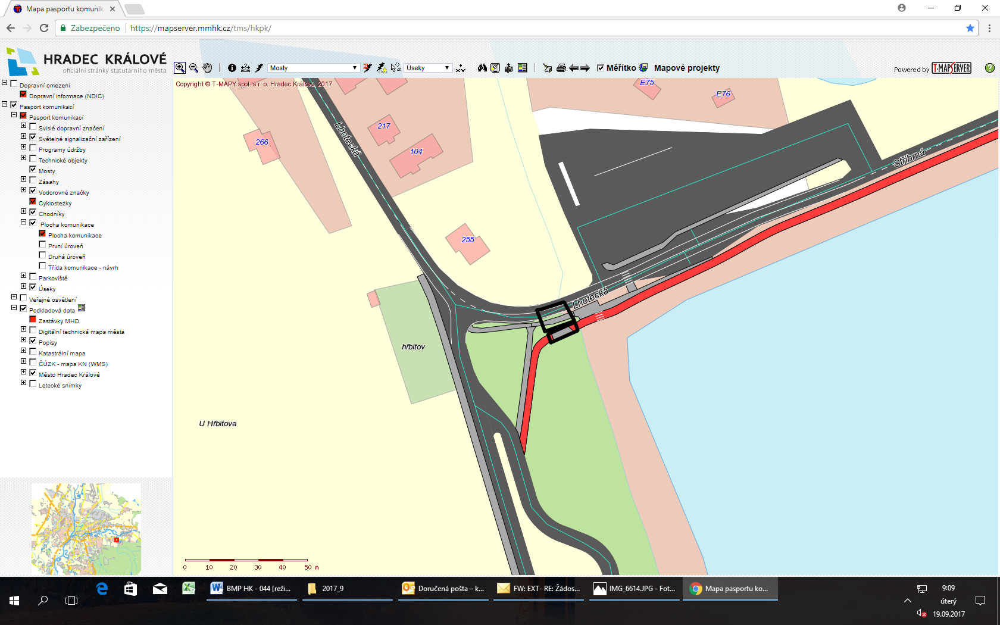 Mapa pasportu komunik
Zabezpečeno
https://mapserver.mmhk.cz/tms/hkpk/
HRADEC KRÁLOVÉ
oficiální stránky statutárního města
Mosty
Úseky
Měřítko
Mapové projekty
Powered by T-MAPSERVER
Dopravní omezení
Dopravní informace (NDIC)
Pasport komunikací
Pasport komunikací
Svislé dopravní značení
Světelné signalizační zařízení
Programy údržby
Technické objekty
Mosty
Zásahy
Vodorovné značky
Cyklostezky
Chodníky
Plocha komunikace
Plocha komunikace
První úroveň
Druhá úroveň
Třída komunikace - návrh
Parkoviště
Úseky
Veřejné osvětlení
Podkladová data
Zastávky MHD
Digitální technická mapa města
Popisy
Katastrální mapa
ČÚZK - mapa KN (WMS)
Město Hradec Králové
Letecké snímky
Copyright © T-MAPY spol. s r. o. Hradec Králové, 2017
E75
E76
217
266
104
Lhotecká
Stříbrná
255
Lhotecká
hřbitov
U Hřbitova
0 10 20 30 40 50 m
BMP HK - 044 [reži...
2017_9
Doručená pošta – k...
FW: EXT- RE: Žádos...
IMG_6614.JPG - Fot...
Mapa pasportu ko...
9:09
úterý
19.09.2017